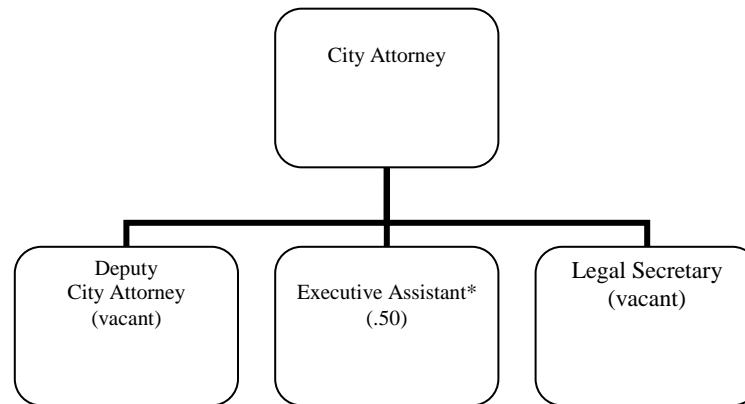 City Attorney
Deputy
City Attorney
(vacant)
Executive Assistant*
(.50)
Legal Secretary
(vacant)